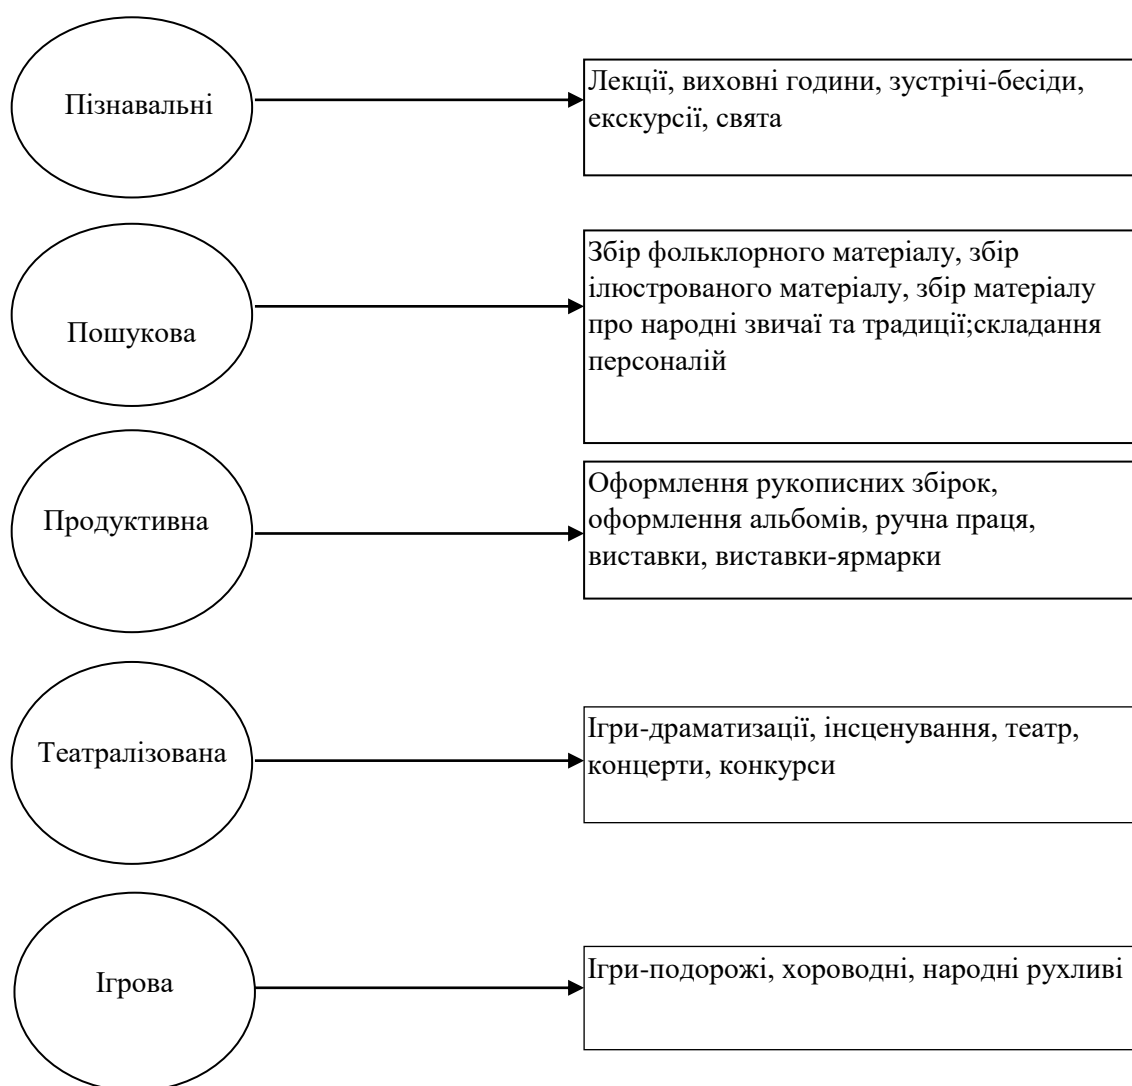 Пізнавальні
Лекції, виховні години, зустрічі-бесіди,
екскурсії, свята
Пошукова
Збір фольклорного матеріалу, збір
ілюстрованого матеріалу, збір матеріалу
про народні звичаї та традиції;складання
персоналій
Продуктивна
Оформлення рукописних збірок,
оформлення альбомів, ручна праця,
виставки, виставки-ярмарки
Театралізована
Ігри-драматизації, інсценування, театр,
концерти, конкурси
Ігрова
Ігри-подорожі, хороводні, народні рухливі